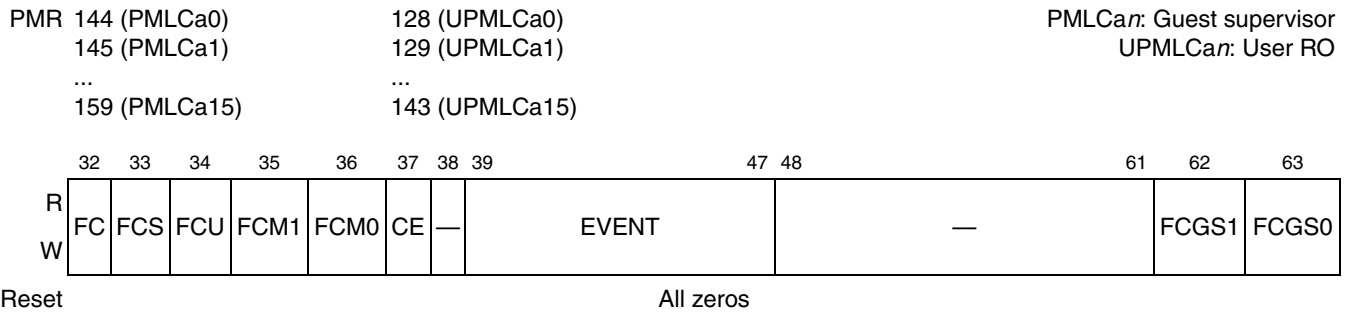 PMR 144 (PMLCa0) 128 (UPMLCa0) PMLCan: Guest supervisor
145 (PMLCa1) 129 (UPMLCa1) UPMLCan: User RO
... ...
159 (PMLCa15) 143 (UPMLCa15)
32 33 34 35 36 37 38 39 47 48 61 62 63
R
FC FCS FCU FCM1 FCM0 CE — EVENT — FCGS1 FCGS0
W
Reset All zeros